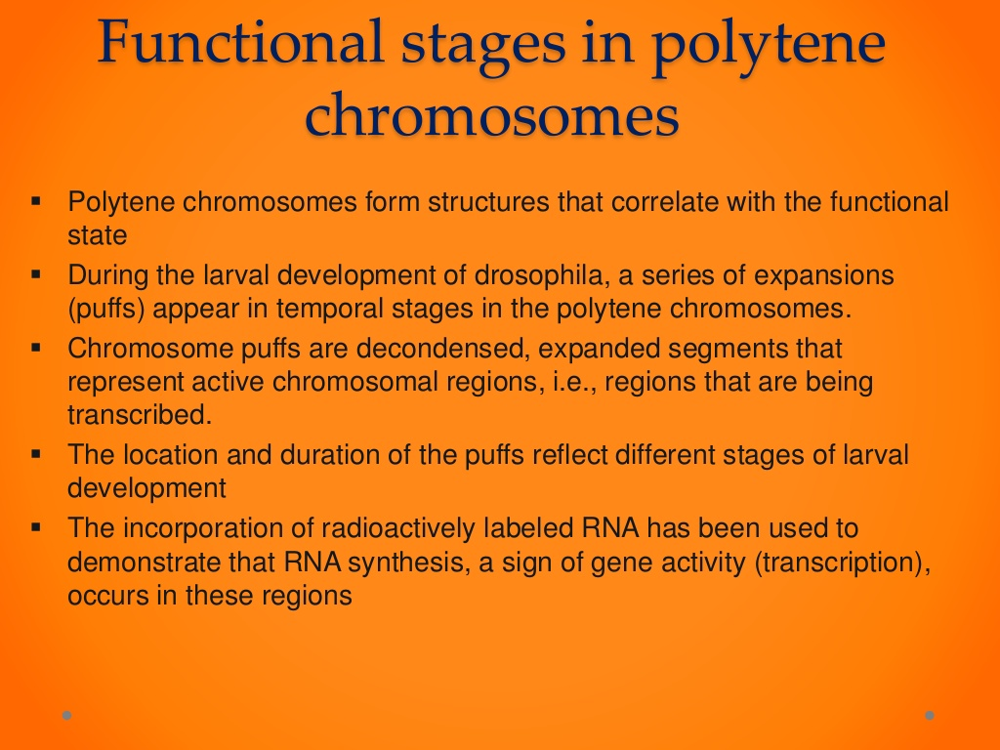 Functional stages in polytene
chromosomes
▪ Polytene chromosomes form structures that correlate with the functional
state
▪ During the larval development of drosophila, a series of expansions
(puffs) appear in temporal stages in the polytene chromosomes.
▪ Chromosome puffs are decondensed, expanded segments that
represent active chromosomal regions, i.e., regions that are being
transcribed.
▪ The location and duration of the puffs reflect different stages of larval
development
▪ The incorporation of radioactively labeled RNA has been used to
demonstrate that RNA synthesis, a sign of gene activity (transcription),
occurs in these regions